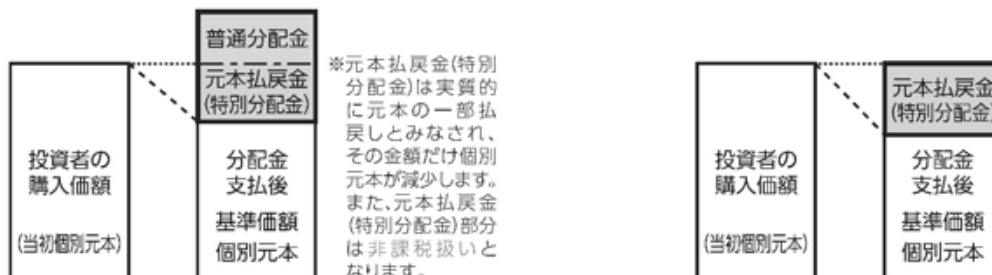 普通分配金
元本払戻金
(特別分配金)
投資者の
購入価額
(当初個別元本)
分配金
支払後
基準価額
個別元本
※元本払戻金(特別
分配金)は実質的
に元本の一部払
戻しとみなされ、
その金額だけ個別
元本が減少します。
また、元本払戻金
(特別分配金)部分
は非課税扱いと
なります。
投資者の
購入価額
(当初個別元本)
元本払戻金
(特別分配金)
分配金
支払後
基準価額
個別元本